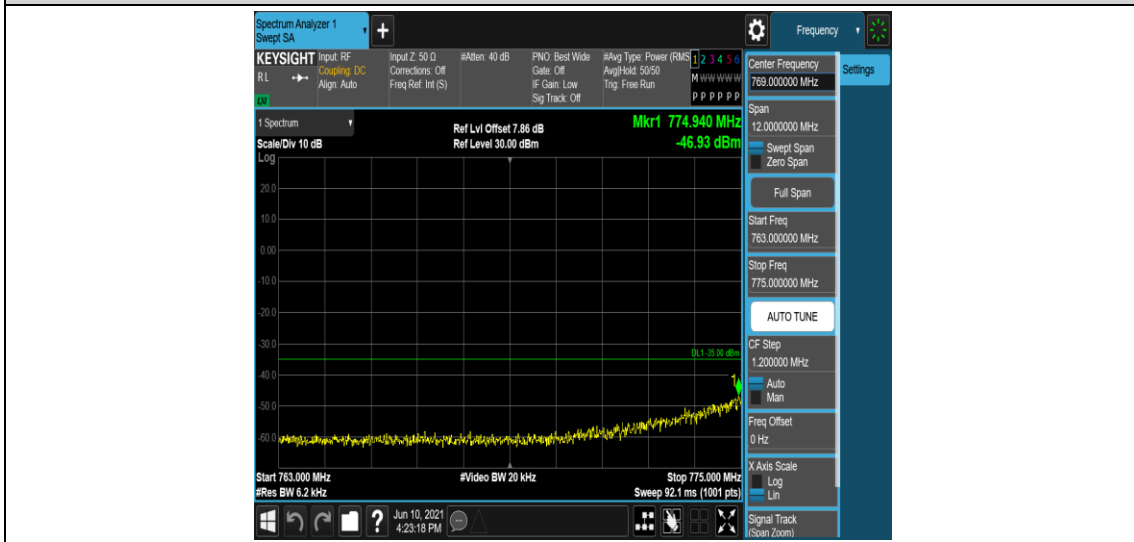 Spectrum Analyzer 1
Swept SA
+
Frequency
KEYSIGHT
RL
LXI
Input: RF
Coupling: DC
Align: Auto
Input Z: 50 Ω
Corrections: Off
Freq Ref: Int (S)
#Atten: 40 dB
PNO: Best Wide
Gate: Off
IF Gain: Low
Sig Track: Off
#Avg Type: Power (RMS
Avg|Hold: 50/50
Trig: Free Run
1 2 3 4 5 6
M W W W W W
P P P P P P
1 Spectrum
Scale/Div 10 dB
Log
Ref Lvl Offset 7.86 dB
Ref Level 30.00 dBm
Mkr1 774.940 MHz
-46.93 dBm
20.0
10.0
0.00
-10.0
-20.0
-30.0
DL1 -35.00 dBm
-40.0
1
-50.0
-60.0
Start 763.000 MHz
#Video BW 20 kHz
Stop 775.000 MHz
#Res BW 6.2 kHz
Sweep 92.1 ms (1001 pts)
?
Jun 10, 2021
4:23:18 PM
Center Frequency
769.000000 MHz
Settings
Span
12.0000000 MHz
Swept Span
Zero Span
Full Span
Start Freq
763.000000 MHz
Stop Freq
775.000000 MHz
AUTO TUNE
CF Step
1.200000 MHz
Auto
Man
Freq Offset
0 Hz
X Axis Scale
Log
Lin
Signal Track
(Span Zoom)